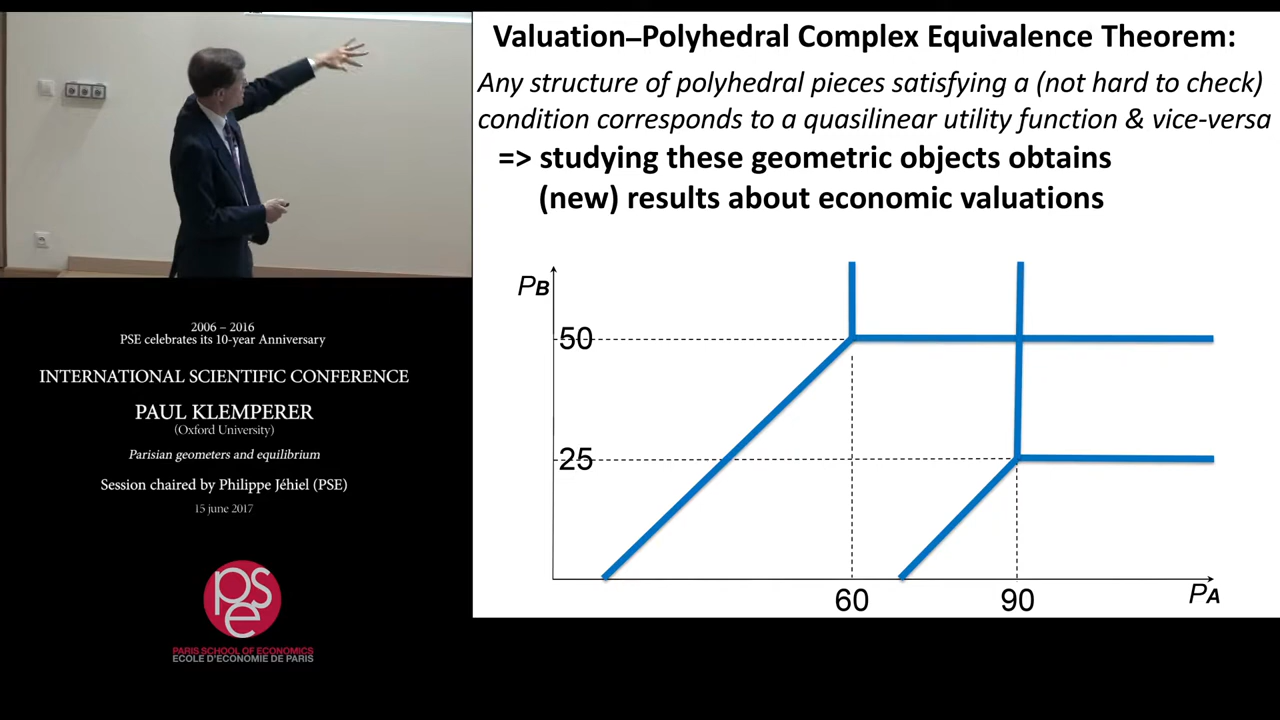 Valuation–Polyhedral Complex Equivalence Theorem:
Any structure of polyhedral pieces satisfying a (not hard to check)
condition corresponds to a quasilinear utility function & vice-versa
=> studying these geometric objects obtains
(new) results about economic valuations
PB
50
25
60
90
PA
2006 – 2016
PSE celebrates its 10-year Anniversary
INTERNATIONAL SCIENTIFIC CONFERENCE
PAUL KLEMPERER
(Oxford University)
Parisian geometers and equilibrium
Session chaired by Philippe Jéhiel (PSE)
15 june 2017
pse
PARIS SCHOOL OF ECONOMICS
ECOLE D'ECONOMIE DE PARIS